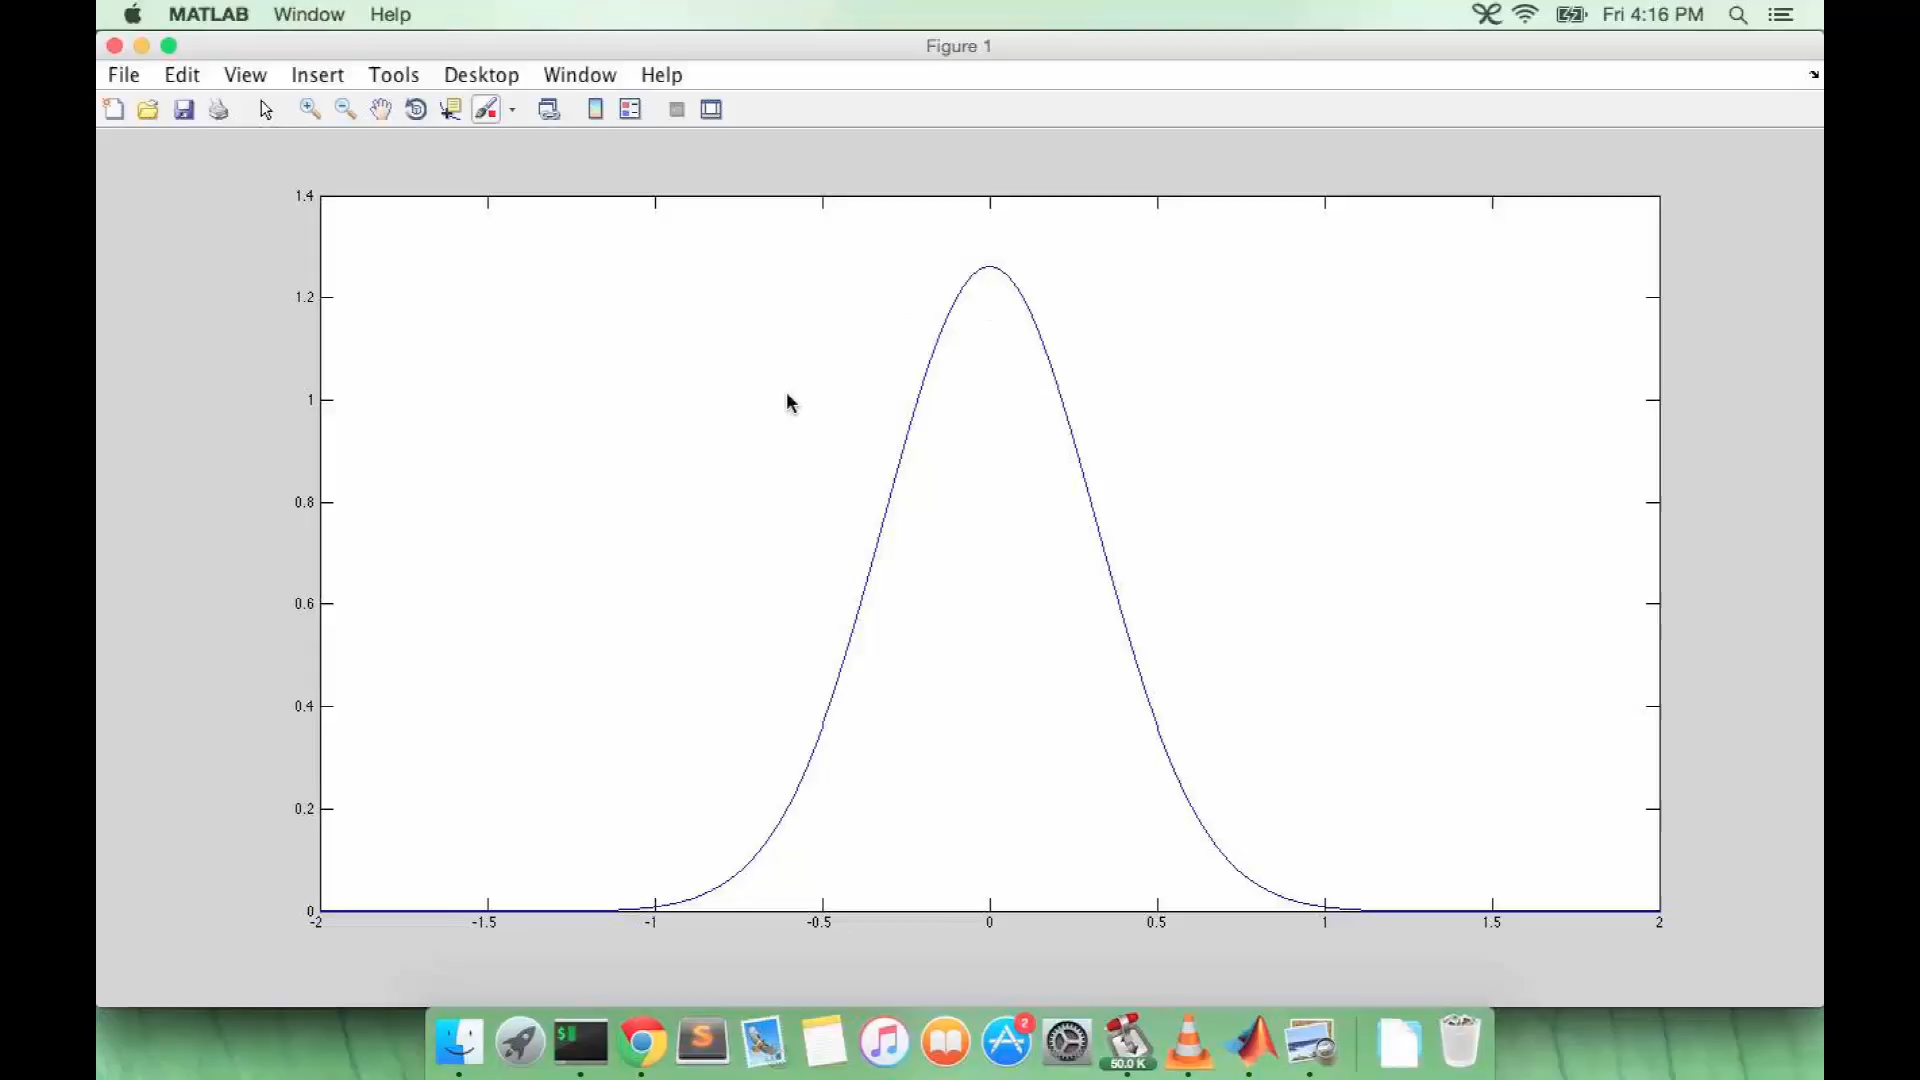 MATLAB Window Help Fri 4:16 PM
Figure 1
File Edit View Insert Tools Desktop Window Help
1.4
1.2
1
0.8
0.6
0.4
0.2
0
-2 -1.5 -1 -0.5 0 0.5 1 1.5 2
$
S
2
50.0 K